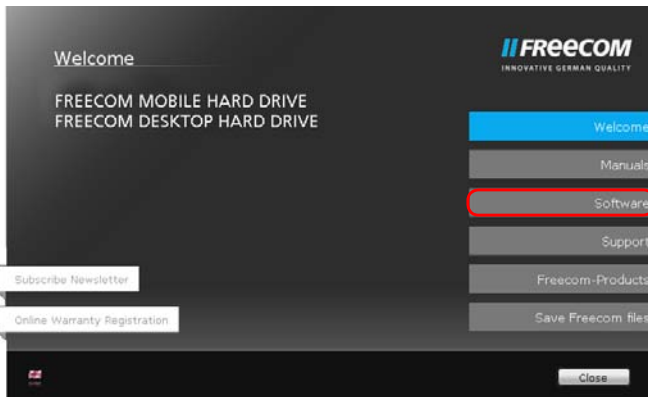 Welcome
FREECOM MOBILE HARD DRIVE
FREECOM DESKTOP HARD DRIVE
FREECOM
INNOVATIVE GERMAN QUALITY
Welcome
Manuals
Software
Support
Freecom-Products
Save Freecom files
Subscribe Newsletter
Online Warranty Registration
Close